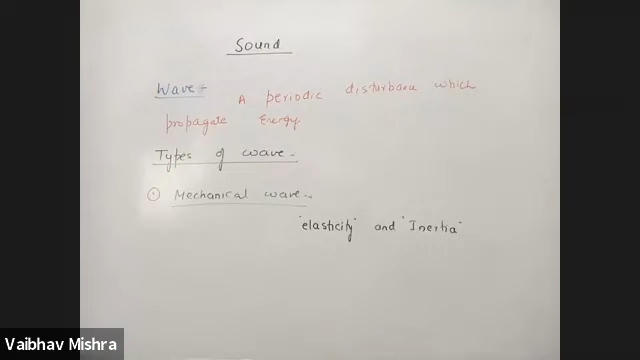 Sound
Wave :-
A periodic disturbance which
propagate Energy
Types of wave -
① Mechanical wave -
"elasticity" and "Inertia"
Vaibhav Mishra